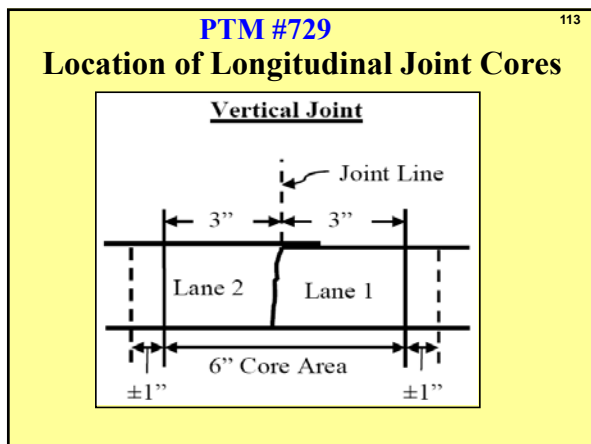 PTM #729
113
Location of Longitudinal Joint Cores
Vertical Joint
Joint Line
3” 3”
Lane 2 Lane 1
6” Core Area
±1” ±1”